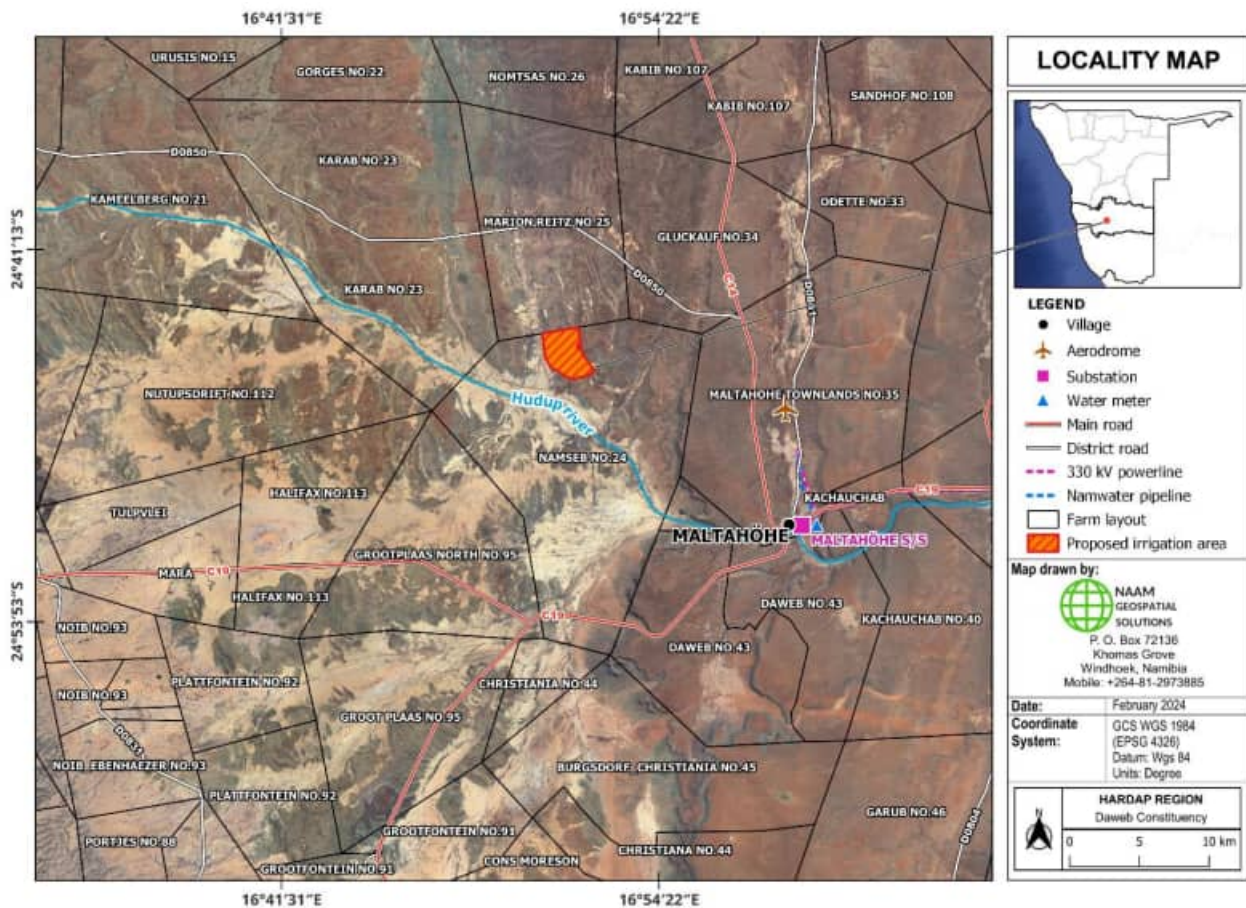 16°41'31"E
16°54'22"E
24°41'13"S
24°53'53"S
URUSIS NO.15
GORGES NO.22
NOMTSAS NO.26
KABIB NO.107
KABIB NO.107
SANDHOF NO.108
D0850
KARAB NO.23
KAMEELBERG NO.21
MARION REITZ NO.25
GLUCKAUF NO.34
ODETTE NO.33
C14
D0850
D0811
KARAB NO.23
NUTUPSDRIFT NO.112
Hudup river
MALTAHOHE TOWNLANDS NO.35
NAMSEB NO.24
HALIFAX NO.113
TULPVLEI
KACHAUCHAB
C19
MALTAHÖHE
MALTAHÖHE S/S
GROOTPLAAS NORTH NO.95
MARA
C19
HALIFAX NO.113
DAWEB NO.43
KACHAUCHAB NO.40
C19
NOIB NO.93
DAWEB NO.43
PLATTFONTEIN NO.92
CHRISTIANIA NO.44
NOIB NO.93
GROOT PLAAS NO.95
D0831
NOIB, EBENHAEZER NO.93
BURGSDORF, CHRISTIANIA NO.45
PLATTFONTEIN NO.92
GARUB NO.46
D0804
PORTJES NO.88
GROOTFONTEIN NO.91
CHRISTIANA NO.44
GROOTFONTEIN NO.91
CONS MORESON
16°41'31"E
16°54'22"E
LOCALITY MAP
LEGEND
Village
Aerodrome
Substation
Water meter
Main road
District road
330 kV powerline
Namwater pipeline
Farm layout
Proposed irrigation area
Map drawn by:
NAAM
GEOSPATIAL
SOLUTIONS
P. O. Box 72136
Khomas Grove
Windhoek, Namibia
Mobile: +264-81-2973885
Date: February 2024
Coordinate System: GCS WGS 1984
(EPSG 4326)
Datum: Wgs 84
Units: Degree
N
HARDAP REGION
Daweb Constituency
0 5 10 km